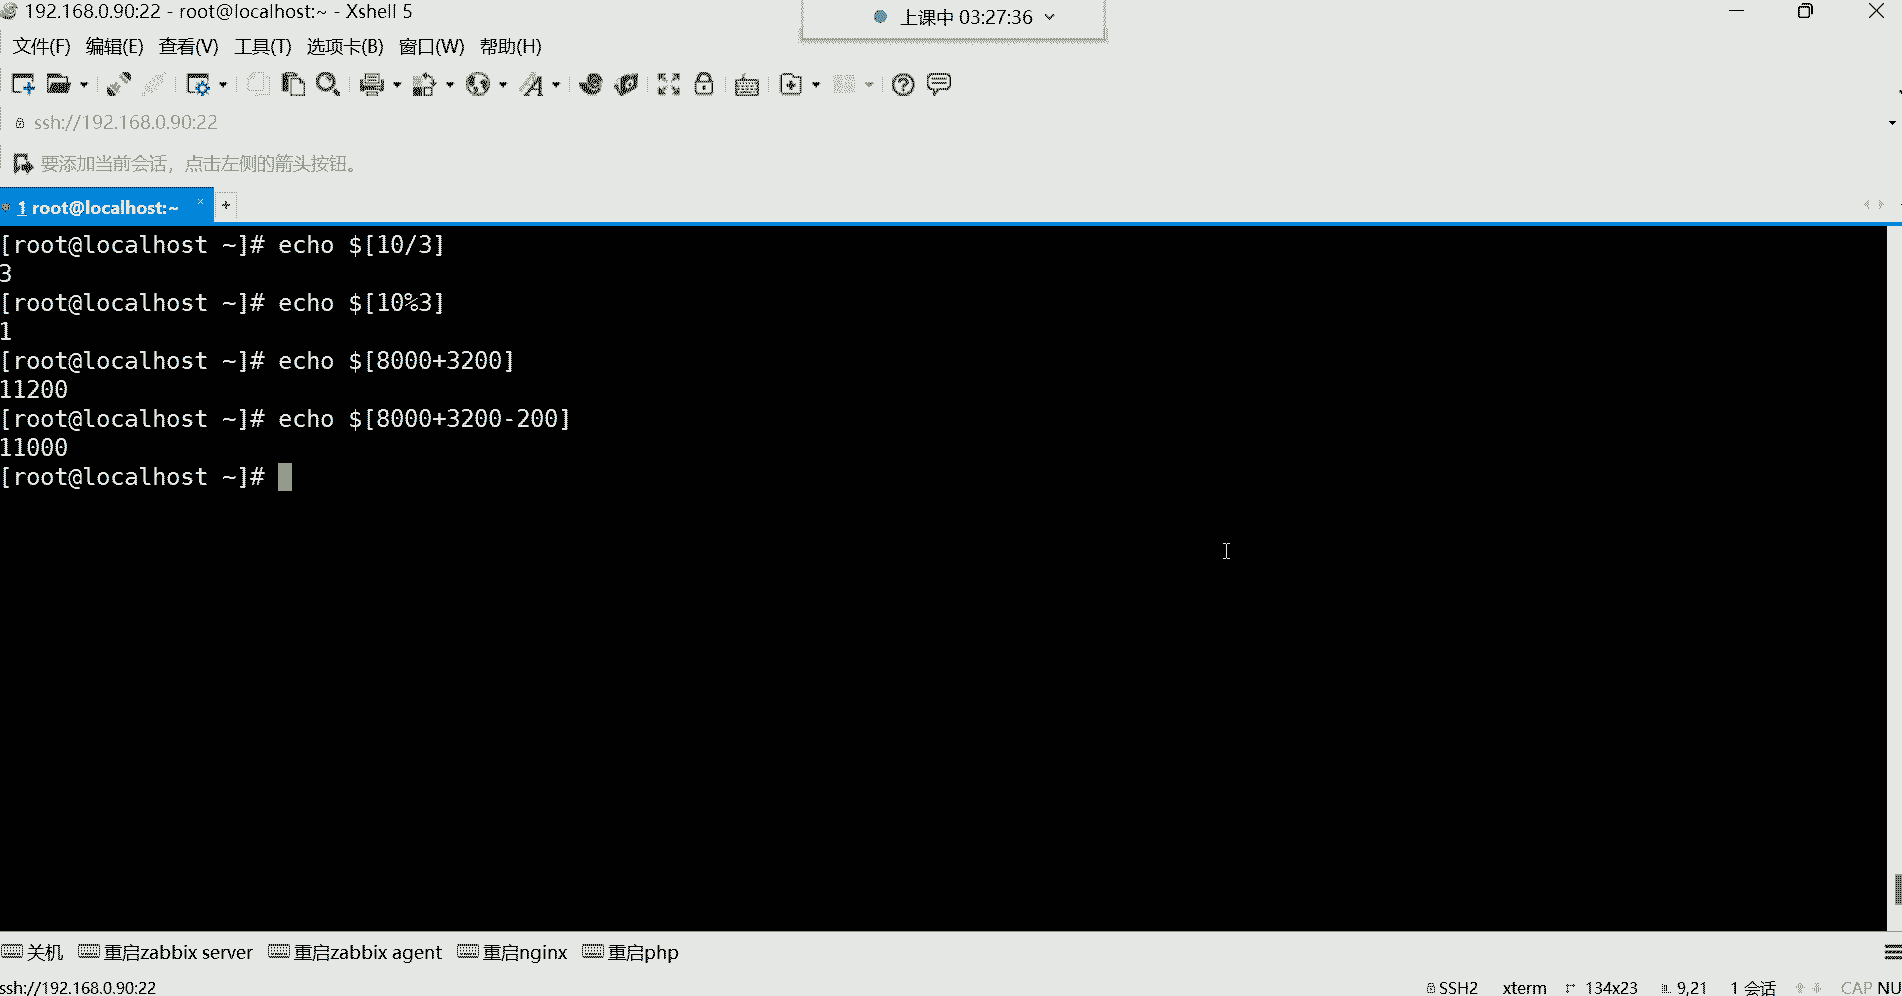 192.168.0.90:22 - root@localhost:~ - Xshell 5
上课中 03:27:36
文件(F) 编辑(E) 查看(V) 工具(T) 选项卡(B) 窗口(W) 帮助(H)
ssh://192.168.0.90:22
要添加当前会话，点击左侧的箭头按钮。
1 root@localhost:~ × +
[root@localhost ~]# echo $[10/3]
3
[root@localhost ~]# echo $[10%3]
1
[root@localhost ~]# echo $[8000+3200]
11200
[root@localhost ~]# echo $[8000+3200-200]
11000
[root@localhost ~]#
关机 重启zabbix server 重启zabbix agent 重启nginx 重启php
ssh://192.168.0.90:22 SSH2 xterm 134x23 9,21 1 会话 CAP NU